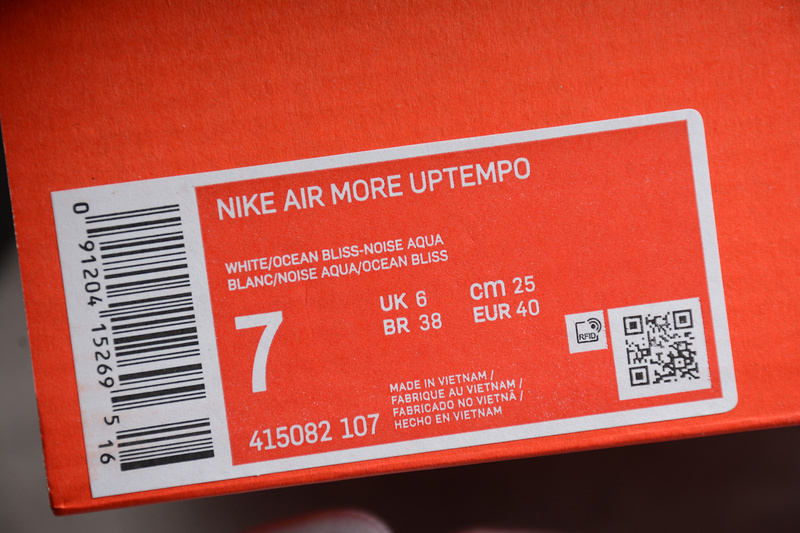 NIKE AIR MORE UPTEMPO
WHITE/OCEAN BLISS-NOISE AQUA
BLANC/NOISE AQUA/OCEAN BLISS
7
UK 6
cm 25
BR 38
EUR 40
RFID
MADE IN VIETNAM /
FABRIQUE AU VIETNAM /
FABRICADO NO VIETNÃ /
HECHO EN VIETNAM
415082 107
0 91204 15269 5 16